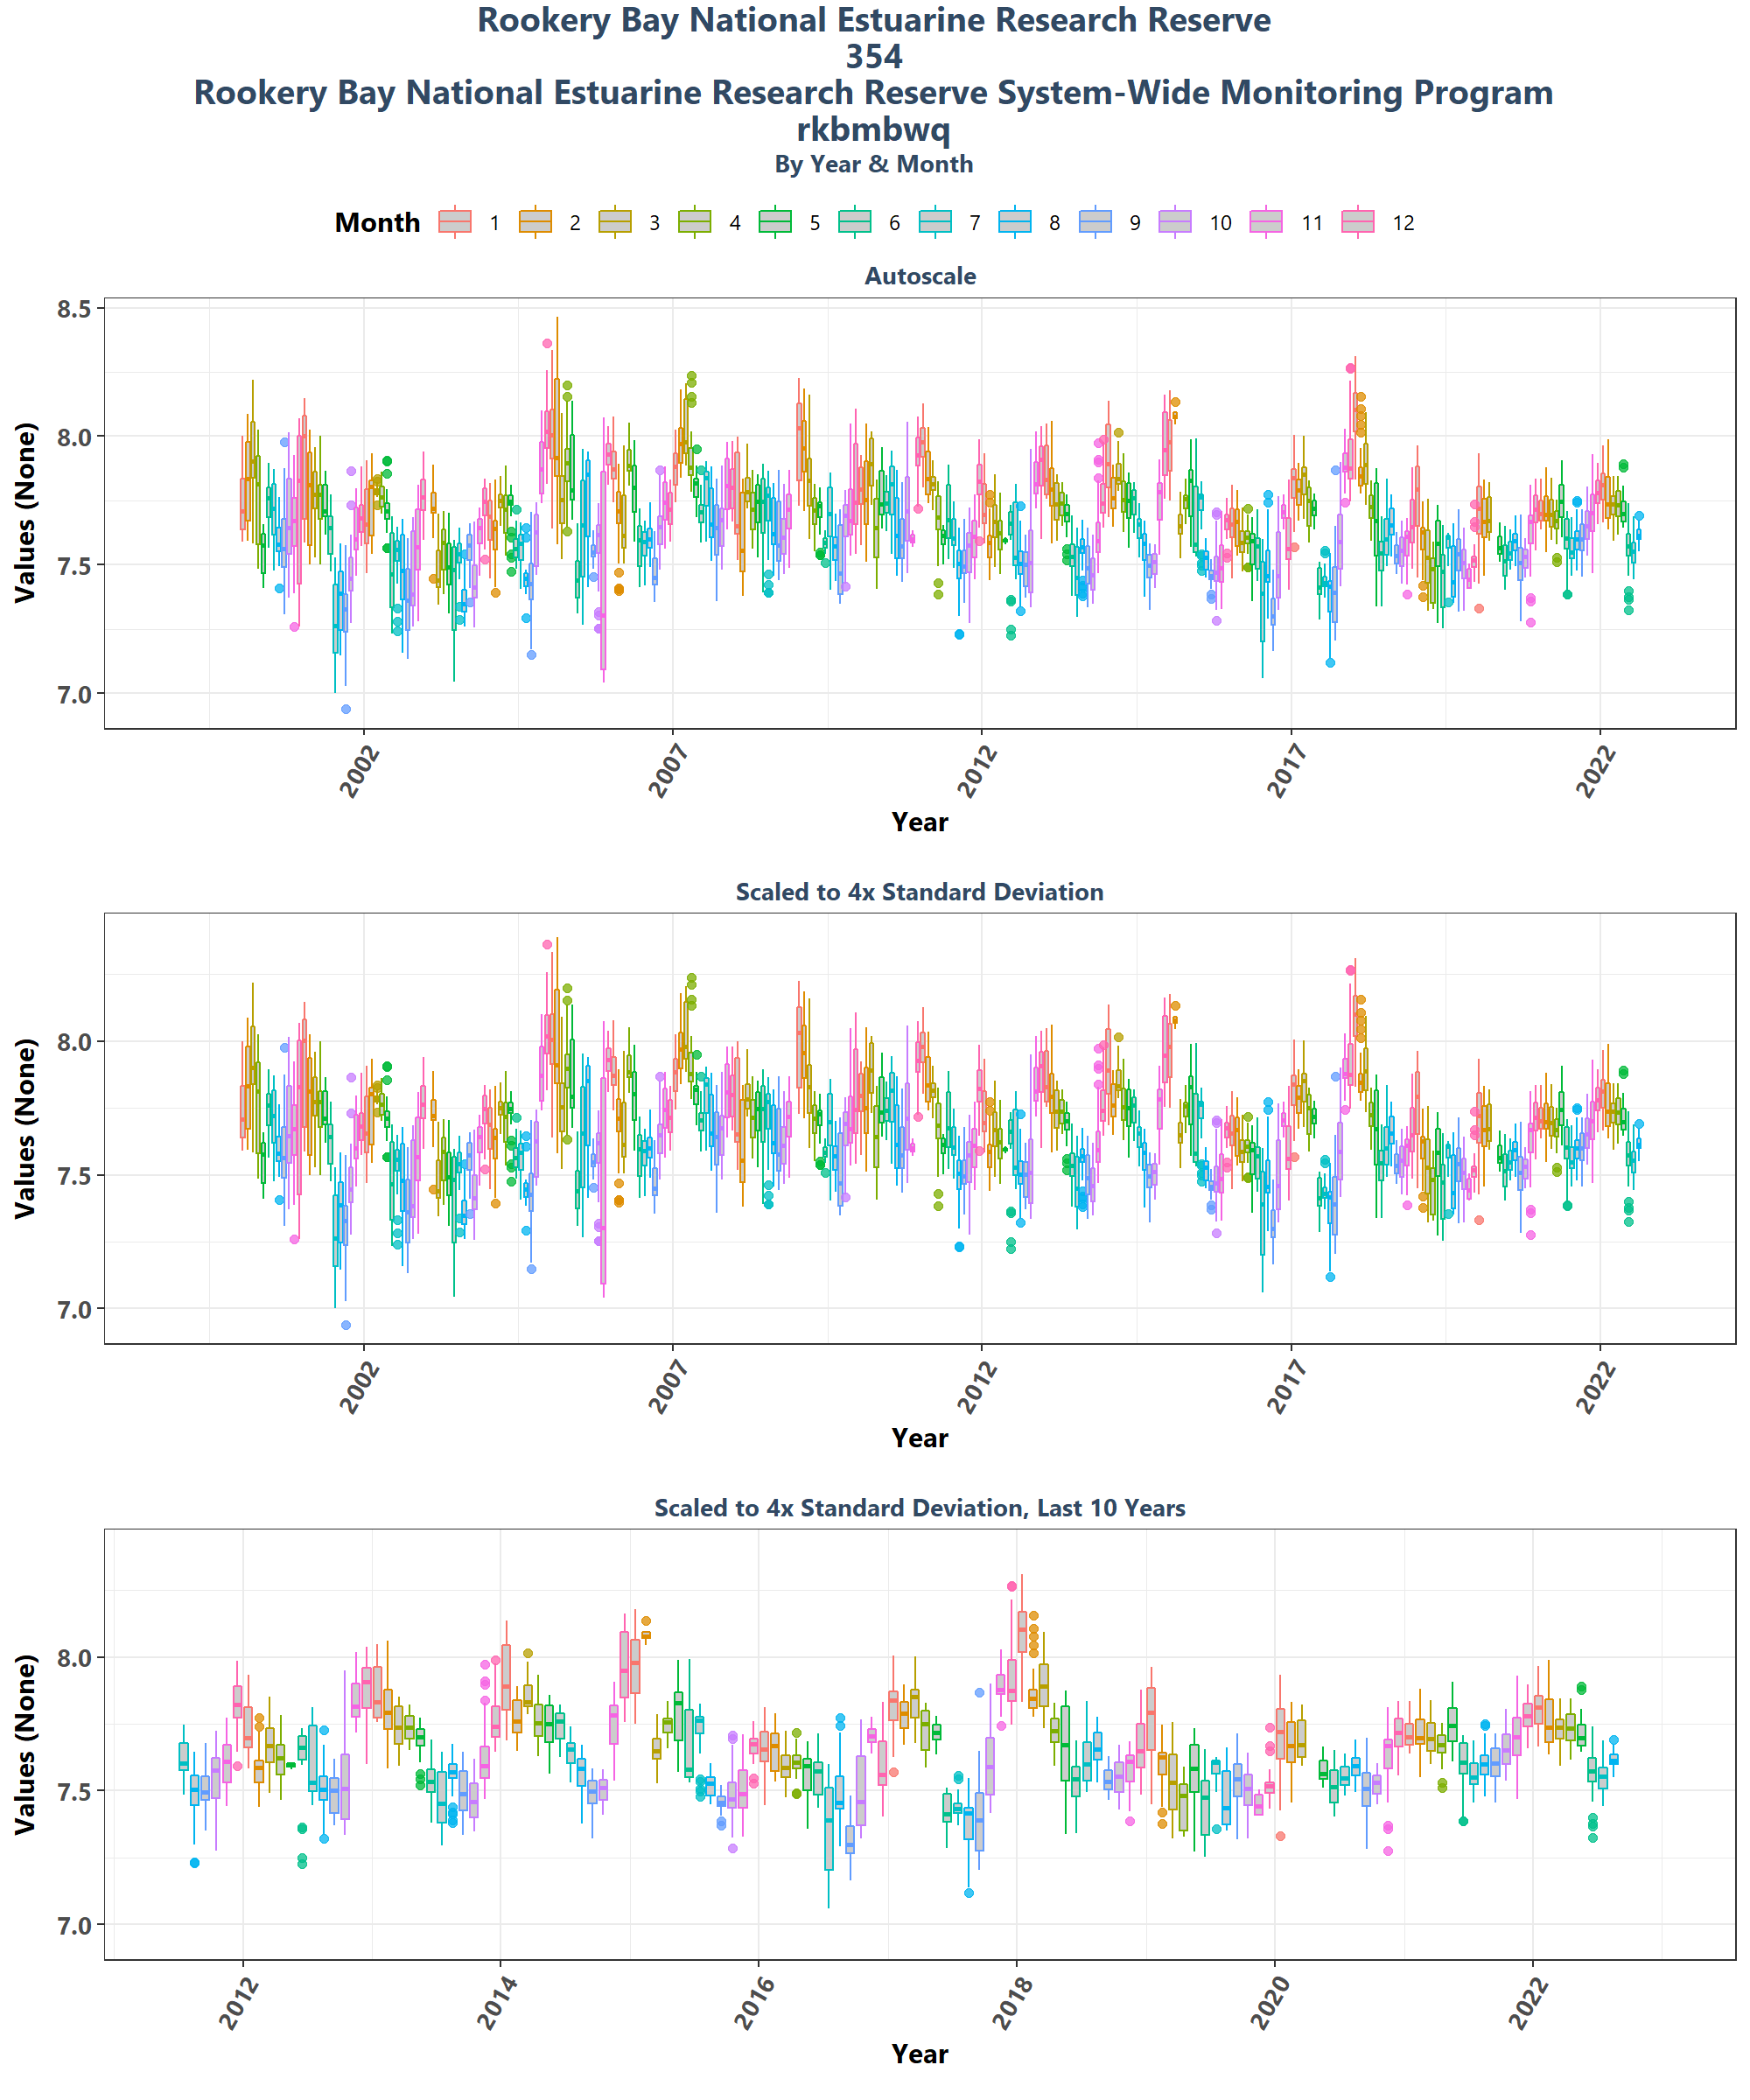 Rookery Bay National Estuarine Research Reserve
354
Rookery Bay National Estuarine Research Reserve System-Wide Monitoring Program
rkbmbwq
By Year & Month
Month 1 2 3 4 5 6 7 8 9 10 11 12
Autoscale
Values (None)
8.5
8.0
7.5
7.0
2002 2007 2012 2017 2022
Year
Scaled to 4x Standard Deviation
Values (None)
8.0
7.5
7.0
2002 2007 2012 2017 2022
Year
Scaled to 4x Standard Deviation, Last 10 Years
Values (None)
8.0
7.5
7.0
2012 2014 2016 2018 2020 2022
Year